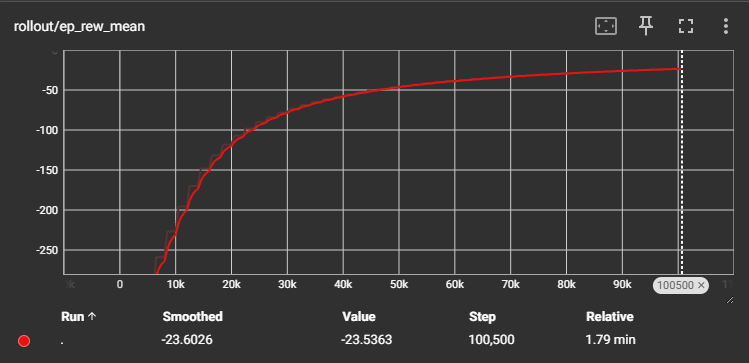 rollout/ep_rew_mean
0
-50
-100
-150
-200
-250
0 10k 20k 30k 40k 50k 60k 70k 80k 90k 100500 ×
Run ↑ Smoothed Value Step Relative
. -23.6026 -23.5363 100,500 1.79 min